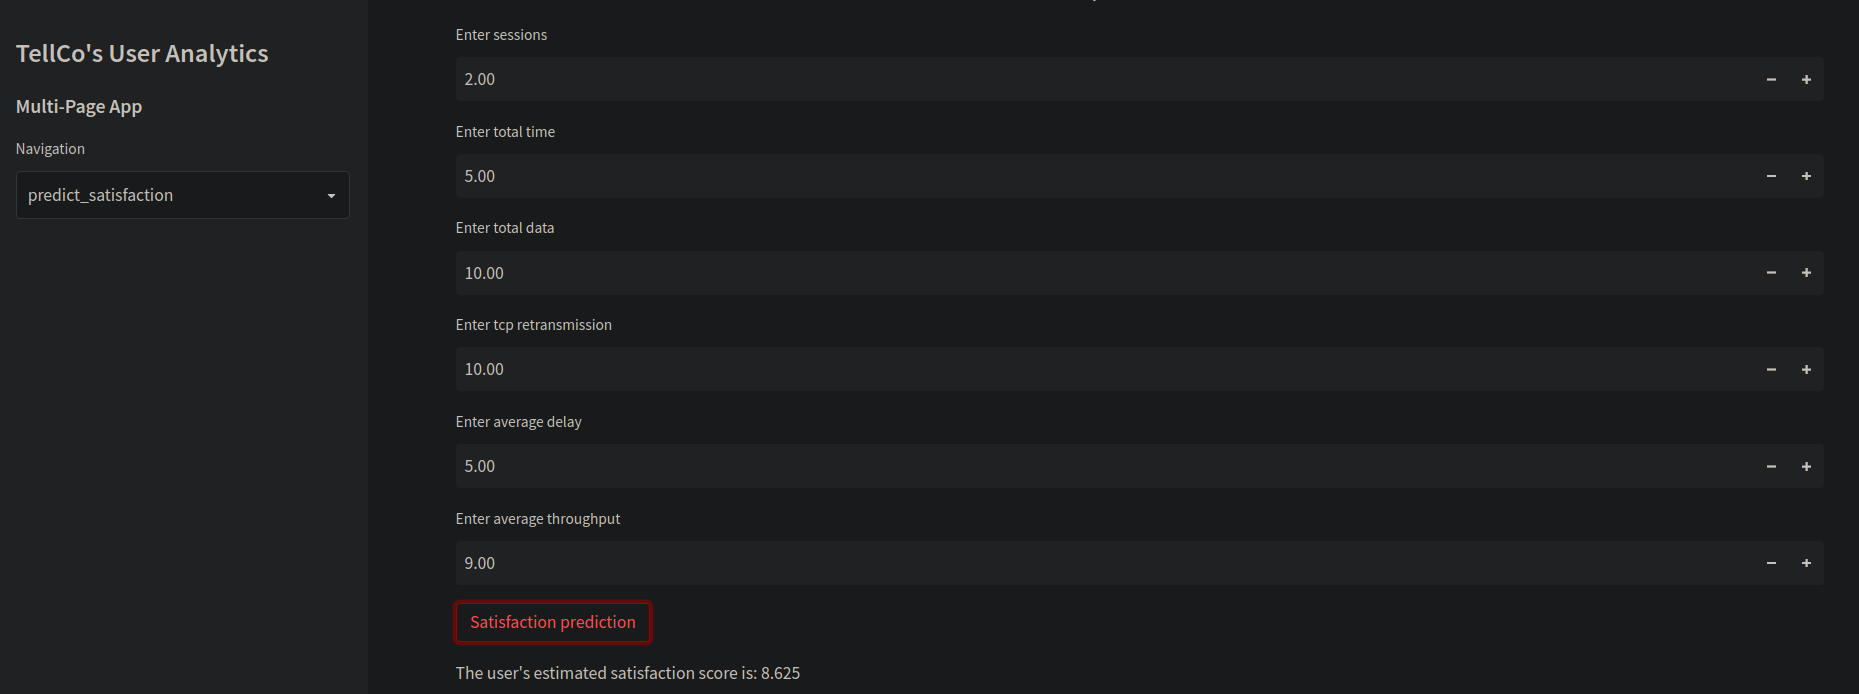 TellCo's User Analytics
Multi-Page App
Navigation
predict_satisfaction
Enter sessions
2.00
Enter total time
5.00
Enter total data
10.00
Enter tcp retransmission
10.00
Enter average delay
5.00
Enter average throughput
9.00
Satisfaction prediction
The user's estimated satisfaction score is: 8.625